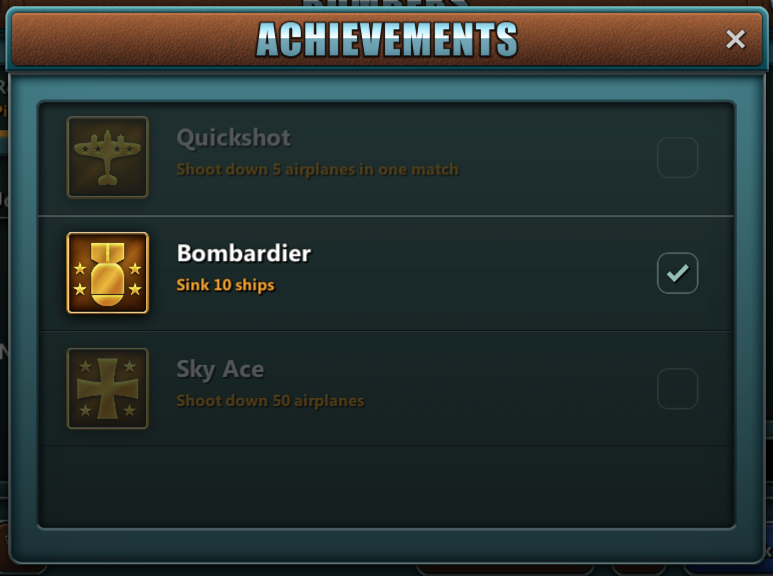 ACHIEVEMENTS
Quickshot
Shoot down 5 airplanes in one match
Bombardier
Sink 10 ships
Sky Ace
Shoot down 50 airplanes